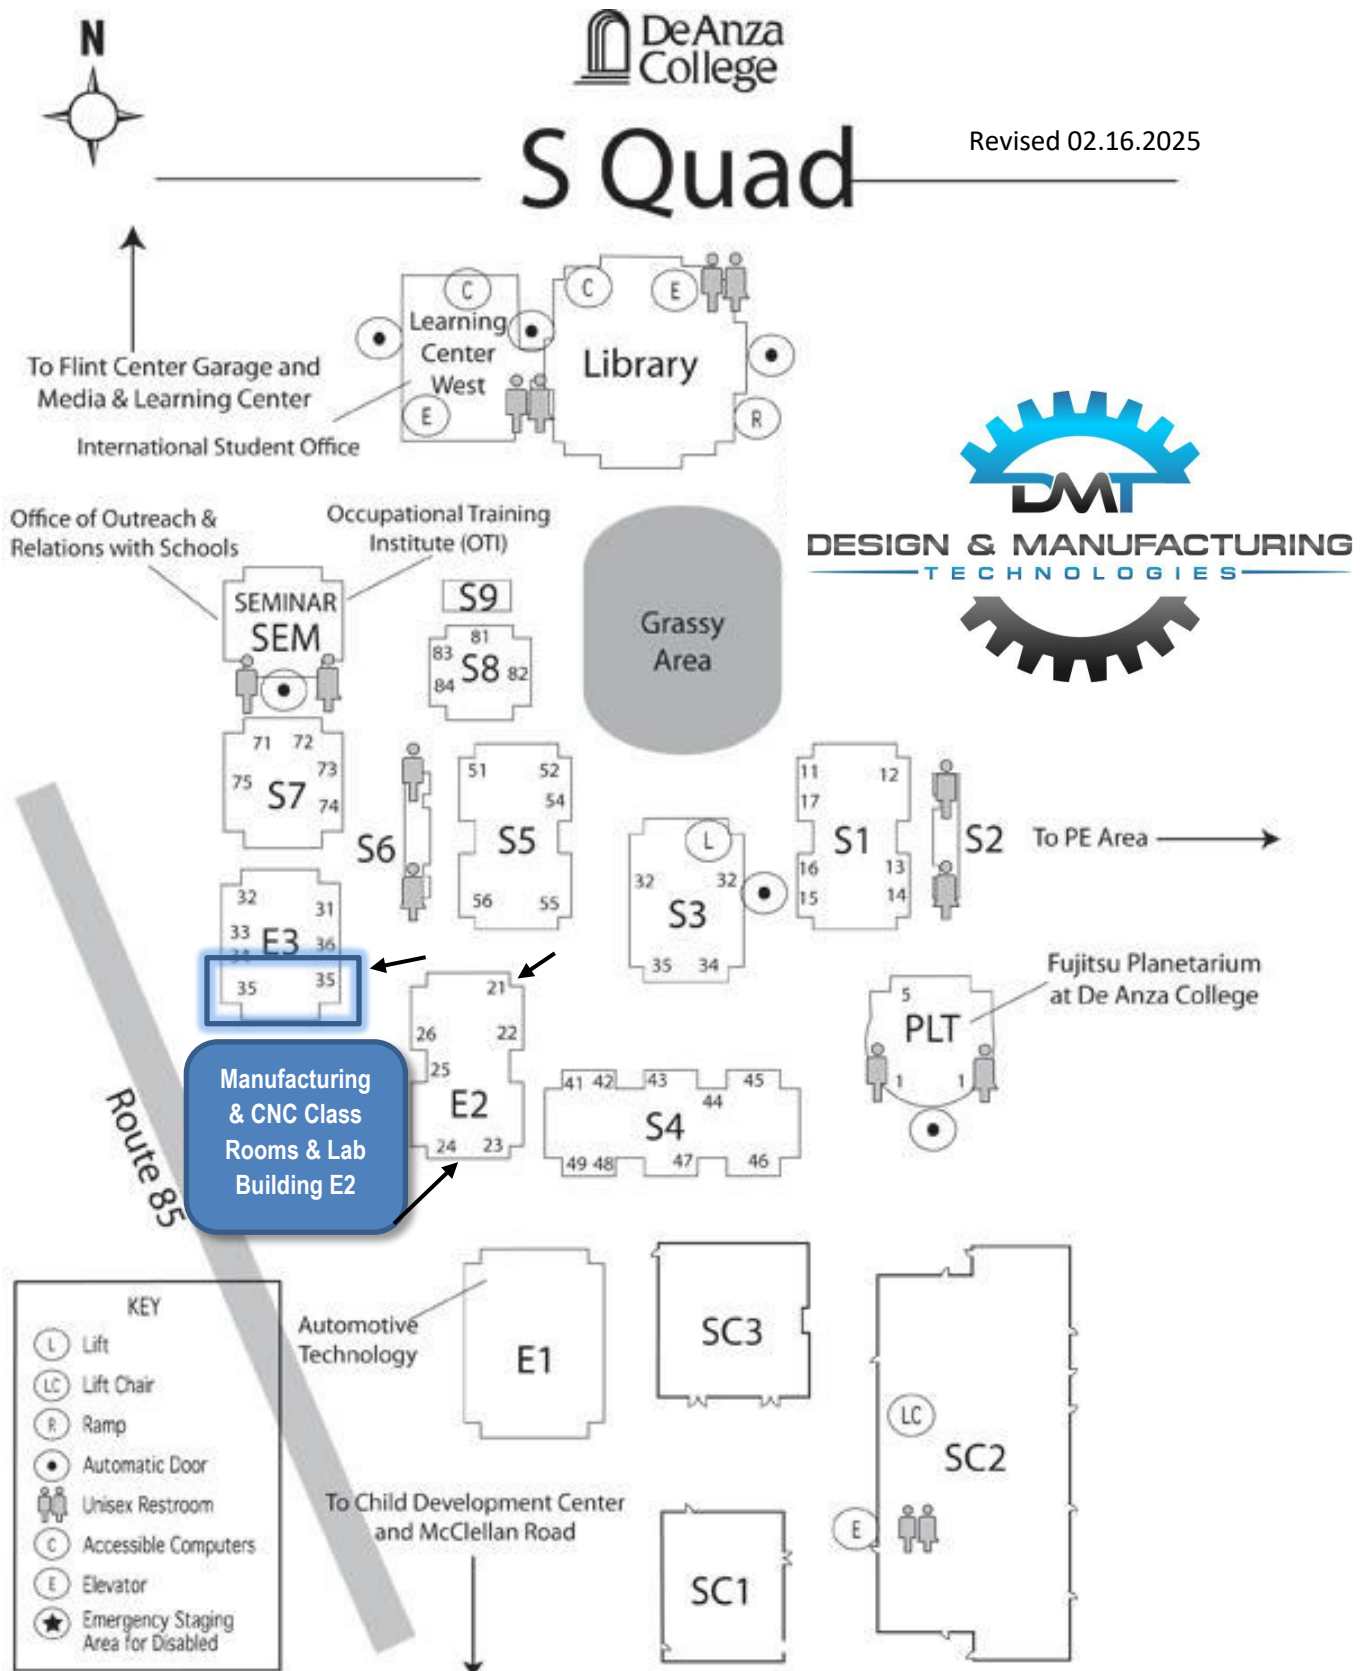 N
DeAnza
College
S Quad
Revised 02.16.2025
C
Learning
Center
West
E
C
E
Library
R
To Flint Center Garage and
Media & Learning Center
International Student Office
DMT
DESIGN & MANUFACTURING
TECHNOLOGIES
Office of Outreach &
Relations with Schools
Occupational Training
Institute (OTI)
SEMINAR
SEM
S9
81
83
S8
82
84
Grassy
Area
71 72
73
75
S7
74
S6
51 52
54
S5
56 55
L
32 32
S3
35 34
11 12
17
S1
16 13
15 14
S2
To PE Area
32
31
33
E3
36
34
35 35
21
26 22
25
E2
24 23
Fujitsu Planetarium
at De Anza College
5
PLT
1 1
Manufacturing
& CNC Class
Rooms & Lab
Building E2
41 42 43 45
44
S4
49 48 47 46
Route 85
Automotive
Technology
E1
SC3
LC
SC2
E
SC1
To Child Development Center
and McClellan Road
KEY
L Lift
LC Lift Chair
R Ramp
Automatic Door
Unisex Restroom
C Accessible Computers
E Elevator
Emergency Staging
Area for Disabled